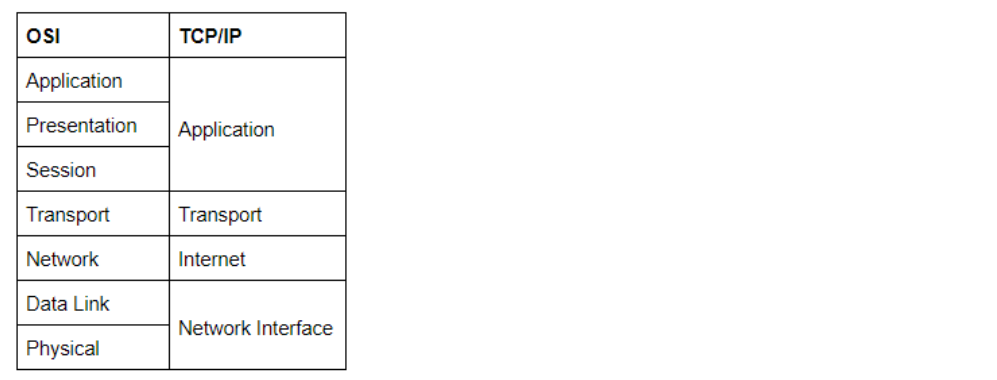 OSI TCP/IP
Application
Presentation Application
Session
Transport Transport
Network Internet
Data Link
Network Interface
Physical